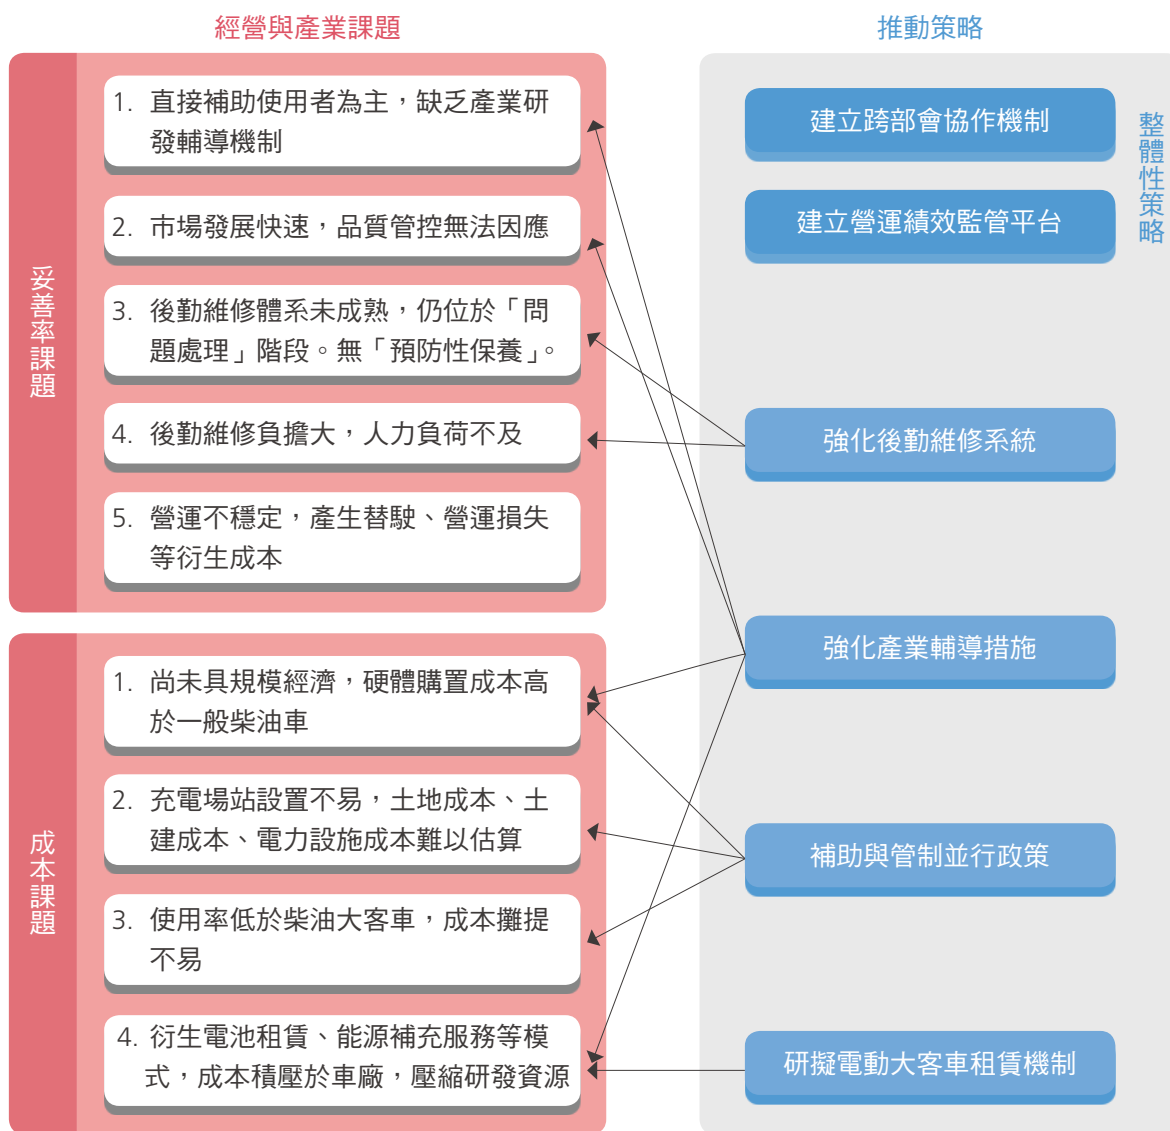 經營與產業課題
推動策略
妥善率課題
1. 直接補助使用者為主，缺乏產業研
發輔導機制
2. 市場發展快速，品質管控無法因應
3. 後勤維修體系未成熟，仍位於「問
題處理」階段。無「預防性保養」。
4. 後勤維修負擔大，人力負荷不及
5. 營運不穩定，產生替駛、營運損失
等衍生成本
成本課題
1. 尚未具規模經濟，硬體購置成本高
於一般柴油車
2. 充電場站設置不易，土地成本、土
建成本、電力設施成本難以估算
3. 使用率低於柴油大客車，成本攤提
不易
4. 衍生電池租賃、能源補充服務等模
式，成本積壓於車廠，壓縮研發資源
整體性策略
建立跨部會協作機制
建立營運績效監管平台
強化後勤維修系統
強化產業輔導措施
補助與管制並行政策
研擬電動大客車租賃機制